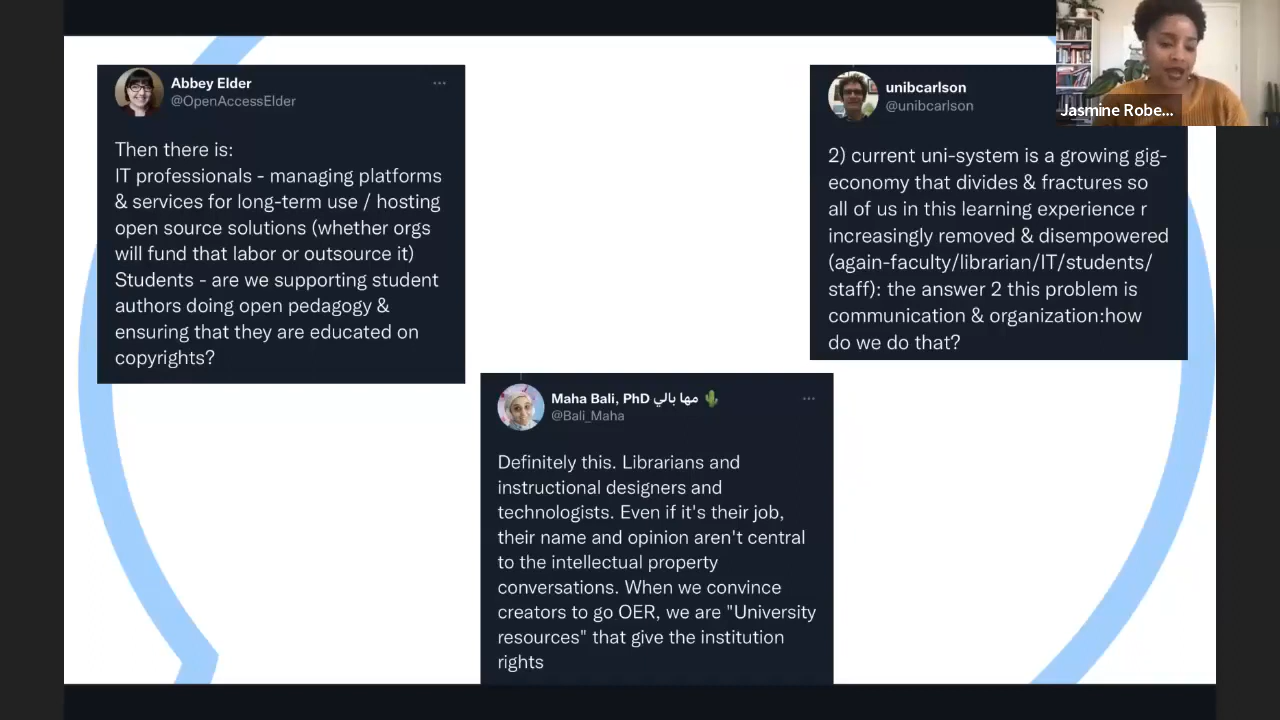 Abbey Elder
@OpenAccessElder
Then there is:
IT professionals - managing platforms
& services for long-term use / hosting
open source solutions (whether orgs
will fund that labor or outsource it)
Students - are we supporting student
authors doing open pedagogy &
ensuring that they are educated on
copyrights?
unibcarlson
@unibcarlson
2) current uni-system is a growing gig-
economy that divides & fractures so
all of us in this learning experience r
increasingly removed & disempowered
(again-faculty/librarian/IT/students/
staff): the answer 2 this problem is
communication & organization:how
do we do that?
Jasmine Robe...
Maha Bali, PhD مها بالي 🌵
@Bali_Maha
Definitely this. Librarians and
instructional designers and
technologists. Even if it's their job,
their name and opinion aren't central
to the intellectual property
conversations. When we convince
creators to go OER, we are "University
resources" that give the institution
rights